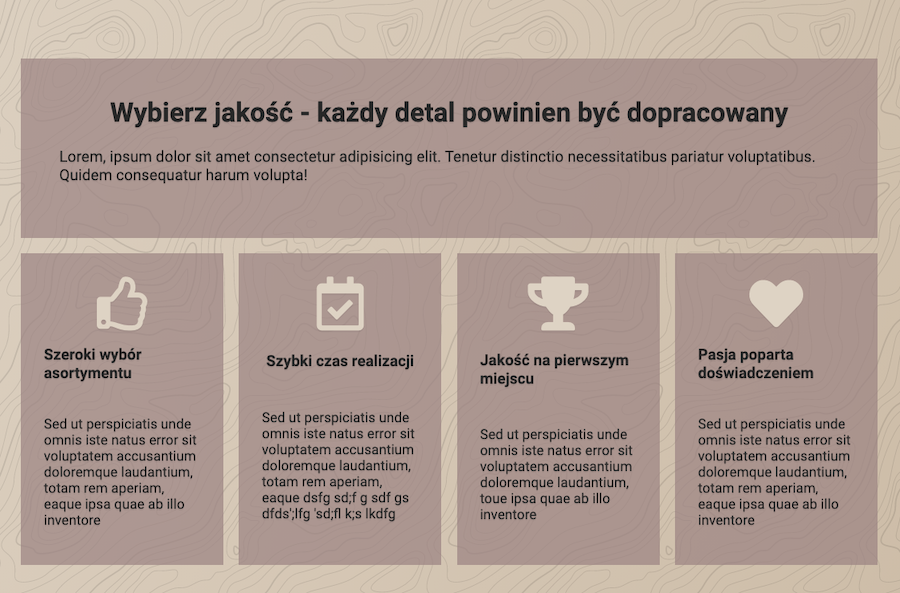 Wybierz jakość - każdy detal powinien być dopracowany
Lorem, ipsum dolor sit amet consectetur adipisicing elit. Tenetur distinctio necessitatibus pariatur voluptatibus.
Quidem consequatur harum volupta!
Szeroki wybór
asortymentu
Sed ut perspiciatis unde
omnis iste natus error sit
voluptatem accusantium
doloremque laudantium,
totam rem aperiam,
eaque ipsa quae ab illo
inventore
Szybki czas realizacji
Sed ut perspiciatis unde
omnis iste natus error sit
voluptatem accusantium
doloremque laudantium,
totam rem aperiam,
eaque dsfg sd;f g sdf gs
dfds';lfg 'sd;fl k;s lkdfg
Jakość na pierwszym
miejscu
Sed ut perspiciatis unde
omnis iste natus error sit
voluptatem accusantium
doloremque laudantium,
toue ipsa quae ab illo
inventore
Pasja poparta
doświadczeniem
Sed ut perspiciatis unde
omnis iste natus error sit
voluptatem accusantium
doloremque laudantium,
totam rem aperiam,
eaque ipsa quae ab illo
inventore